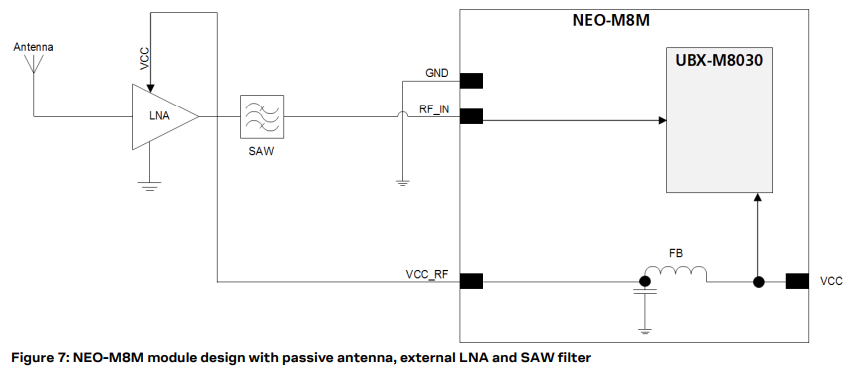 NEO-M8M
Antenna
VCC
LNA
SAW
GND
RF_IN
UBX-M8030
VCC_RF
FB
VCC
Figure 7: NEO-M8M module design with passive antenna, external LNA and SAW filter